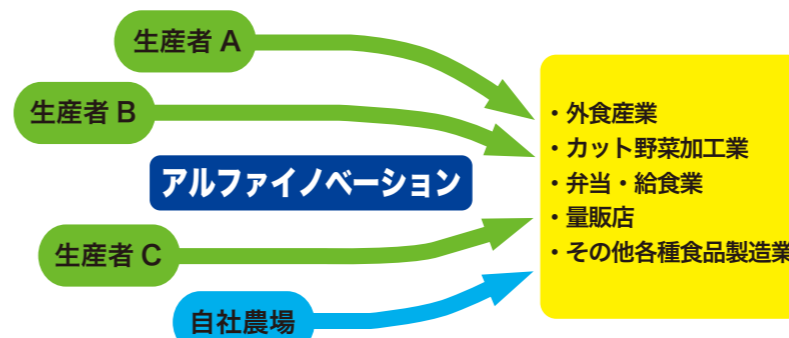 生産者 A
生産者 B
アルファイノベーション
生産者 C
自社農場
・外食産業
・カット野菜加工業
・弁当・給食業
・量販店
・その他各種食品製造業